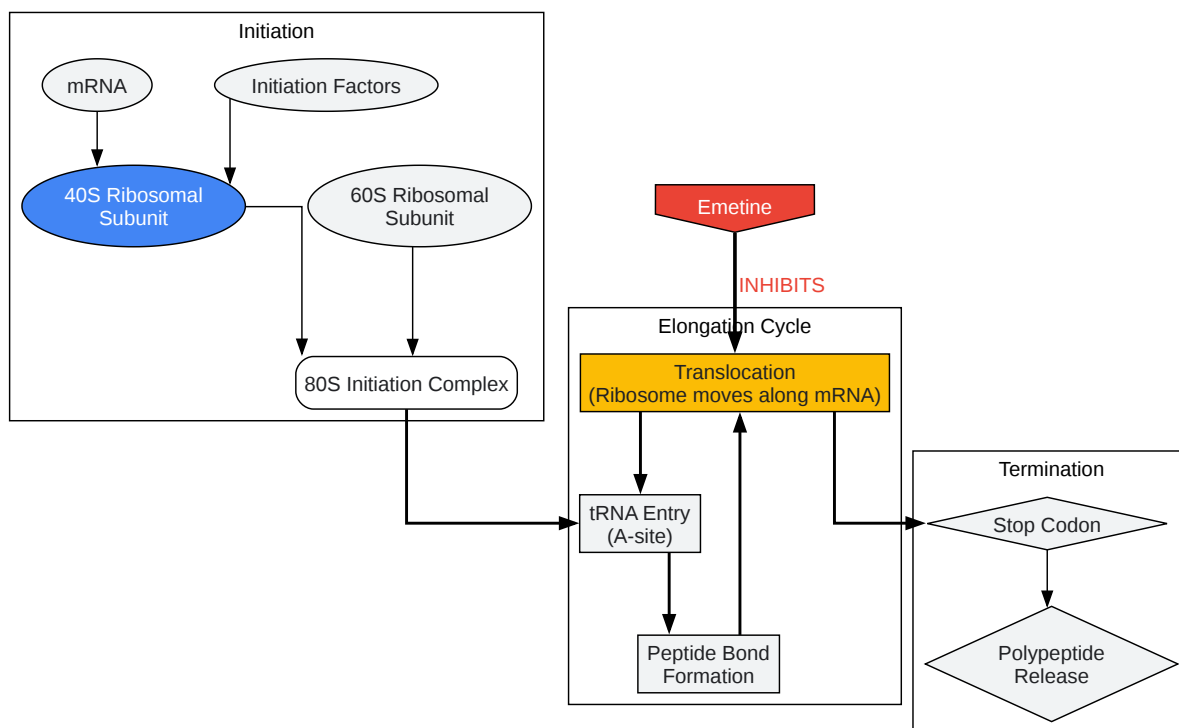 Initiation
mRNA
Initiation Factors
40S Ribosomal
Subunit
60S Ribosomal
Subunit
80S Initiation Complex
Emetine
INHIBITS
Elongation Cycle
Translocation
(Ribosome moves along mRNA)
tRNA Entry
(A-site)
Peptide Bond
Formation
Termination
Stop Codon
Polypeptide
Release